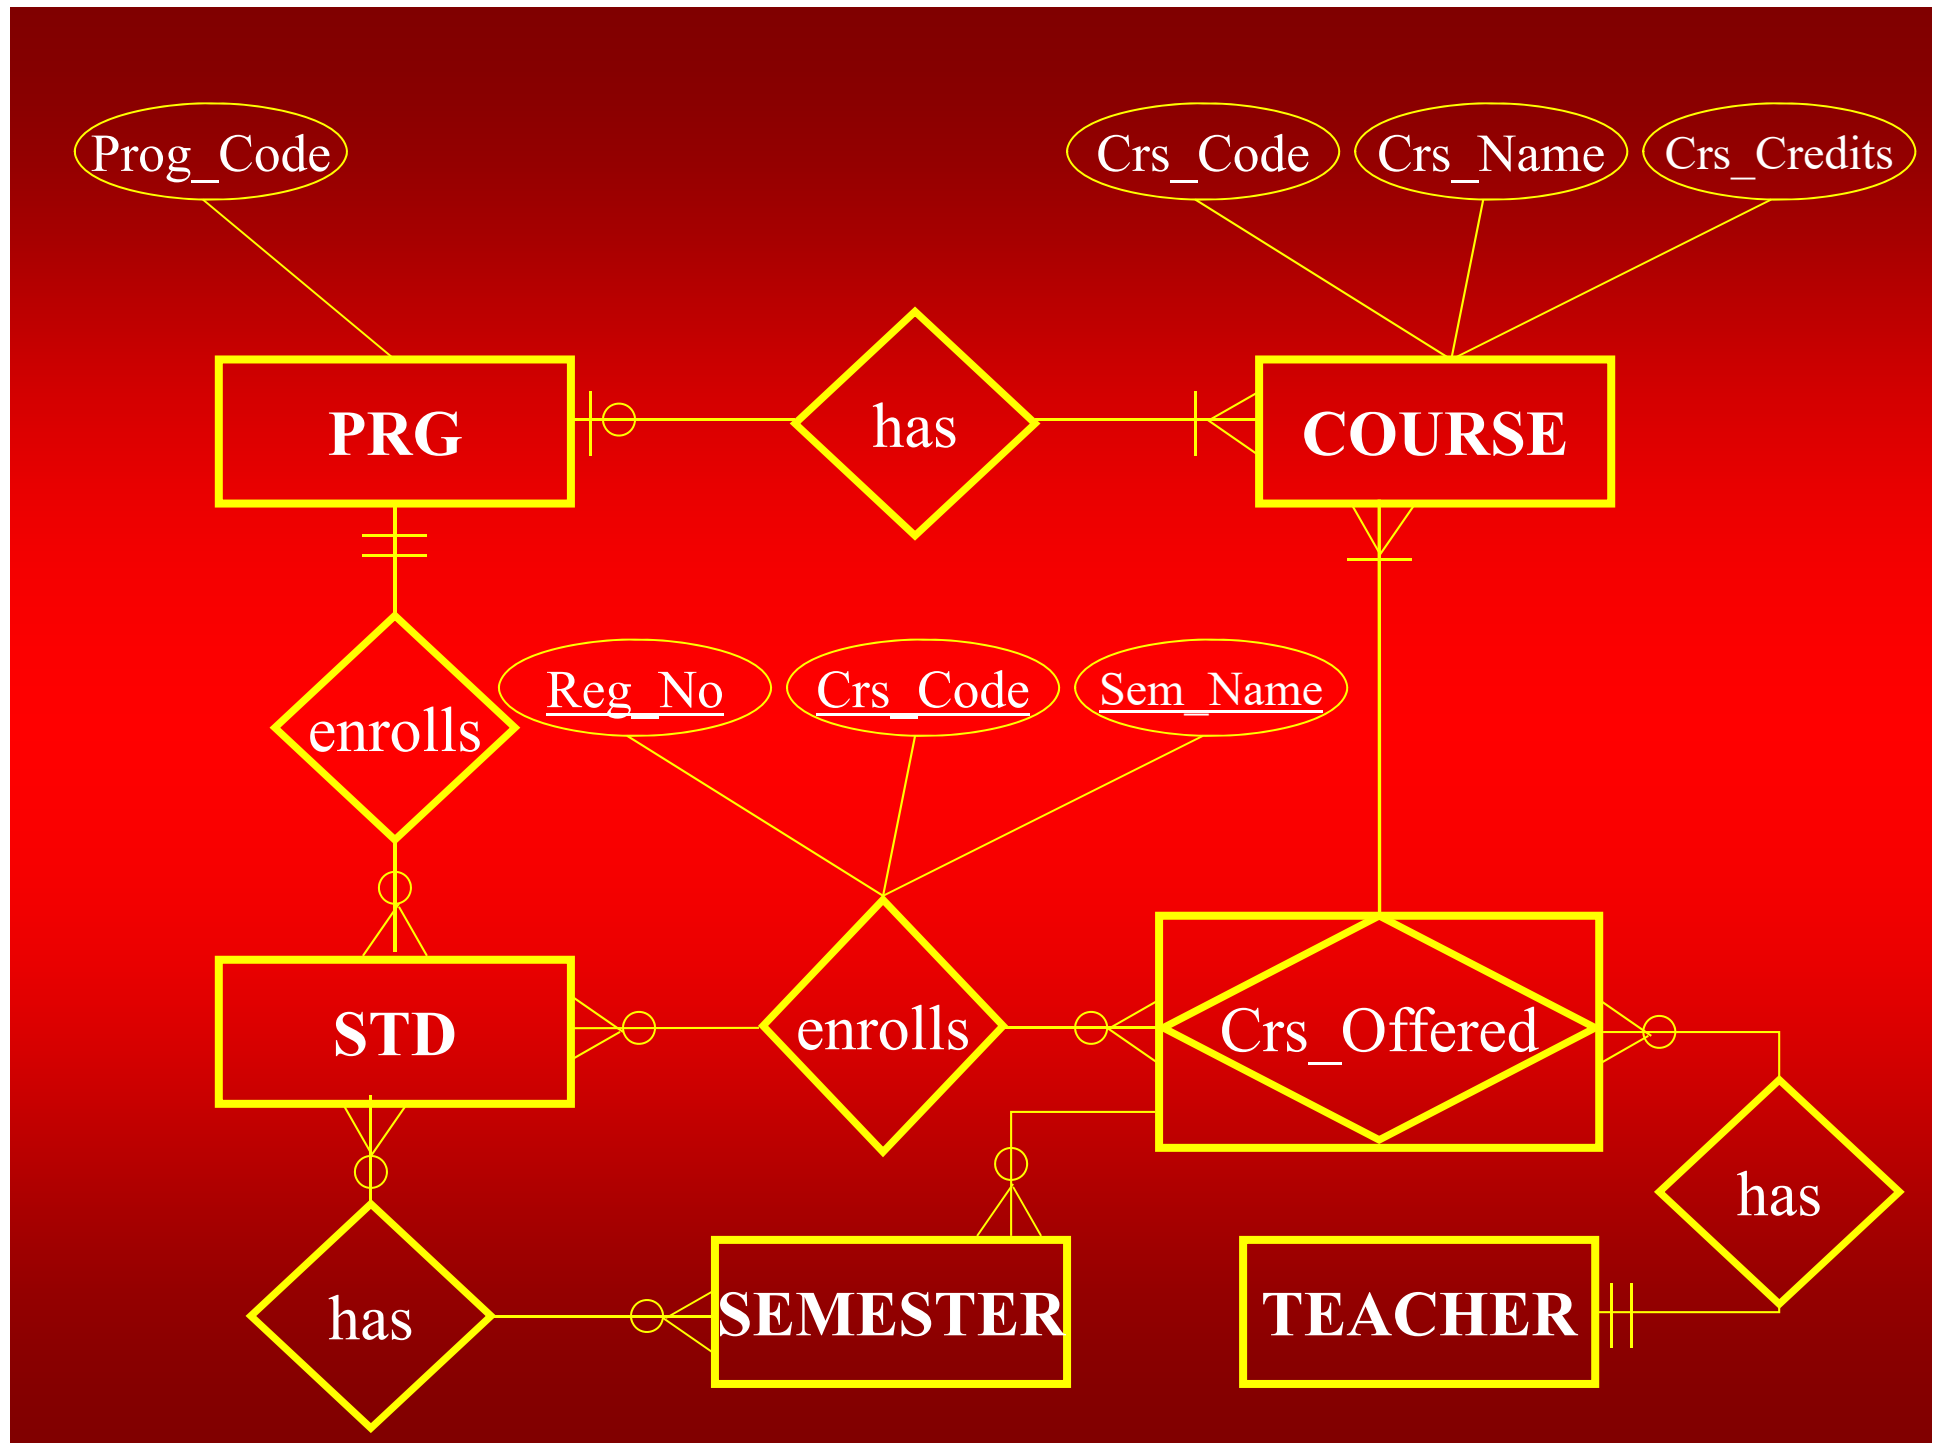 Prog_Code
Crs_Code
Crs_Name
Crs_Credits
PRG
has
COURSE
enrolls
Reg_No
Crs_Code
Sem_Name
STD
enrolls
Crs_Offered
has
has
SEMESTER
TEACHER